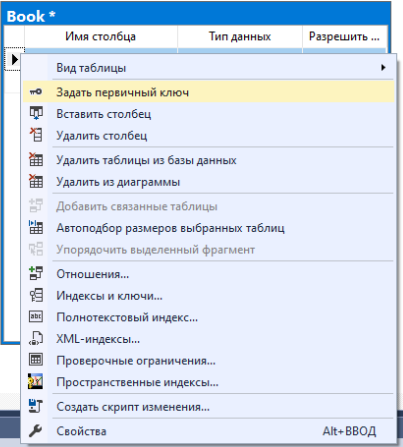 Book *
Имя столбца Тип данных Разрешить ...
Вид таблицы
Задать первичный ключ
Вставить столбец
Удалить столбец
Удалить таблицы из базы данных
Удалить из диаграммы
Добавить связанные таблицы
Автоподбор размеров выбранных таблиц
Упорядочить выделенный фрагмент
Отношения...
Индексы и ключи...
Полнотекстовый индекс...
XML-индексы...
Проверочные ограничения...
Пространственные индексы...
Создать скрипт изменения...
Свойства Alt+ВВОД